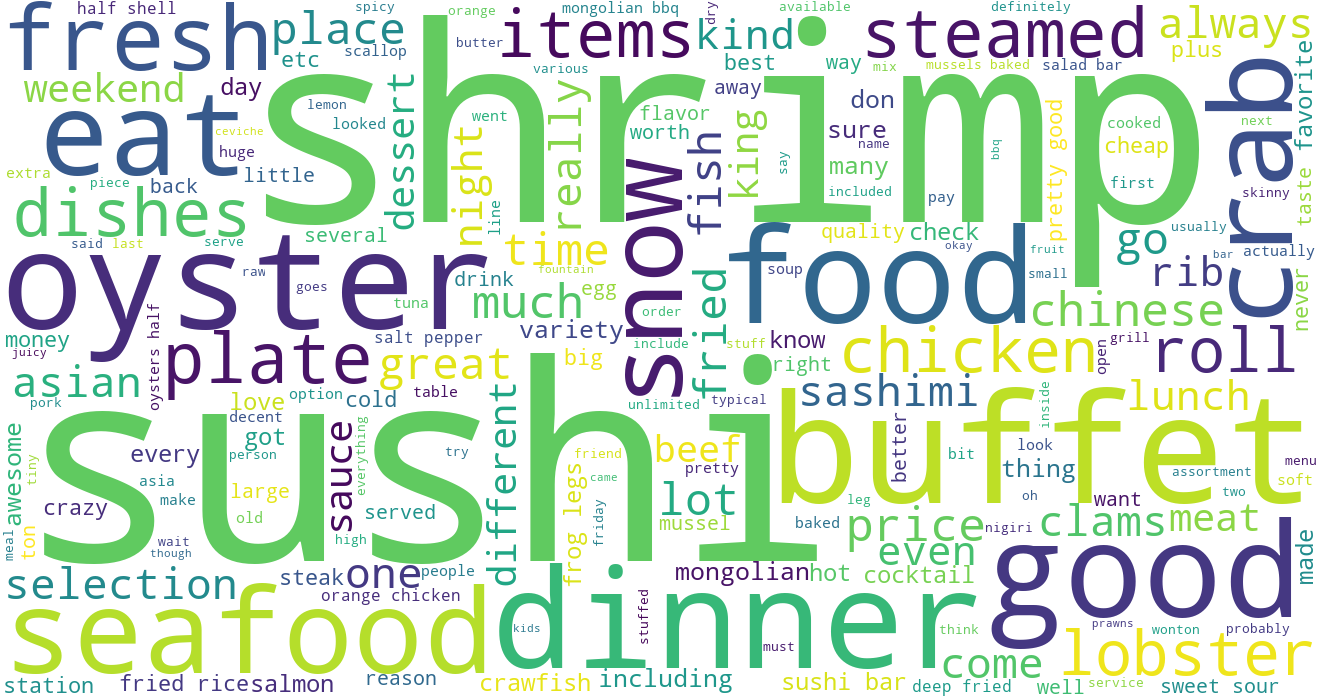 half shell
spicy
orange
mongolian bbq
dry
available
definitely
fresh
place
items
kind
steamed
always
etc
scallop
butter
best
way
mix
mussels baked
salad bar
plus
weekend
day
dessert
various
away
don
crab
favorite
eat
shrimp
lemon
looked
went
flavor
worth
sure
name
cooked
cheap
next
ceviche
huge
night
really
fish
king
say
many
bbq
pretty good
first
extra
piece
back
little
included
pay
skinny
taste
dishes
line
snow
said
last
serve
several
time
quality
check
okay
go
usually
fruit
bar
actually
oyster
raw
goes
drink
fountain
soup
food
small
rib
never
tuna
much
egg
order
fried
chinese
money
juicy
oysters half
plate
salt pepper
variety
include
stuff
know
chicken
open
grill
roll
asian
great
big
right
pork
love
option
cold
table
different
unlimited
typical
sashimi
inside
lunch
awesome
tiny
decent
got
person
sauce
everything
sushi
try
beef
pretty
better
buffet
look
menu
every
asia
make
large
friend
came
frog legs
friday
lot
bit
thing
assortment
two
soft
crazy
old
served
mussel
leg
oh
want
meal
ton
wait
though
high
baked
price
nigiri
clams
meat
made
selection
steak
one
people
mongolian
hot
cocktail
even
good
orange chicken
seafood
kids
dinner
stuffed
must
think
prawns
wonton
probably
come
lobster
station
fried rice
salmon
reason
crawfish
including
sushi bar
deep fried
well
service
sweet sour